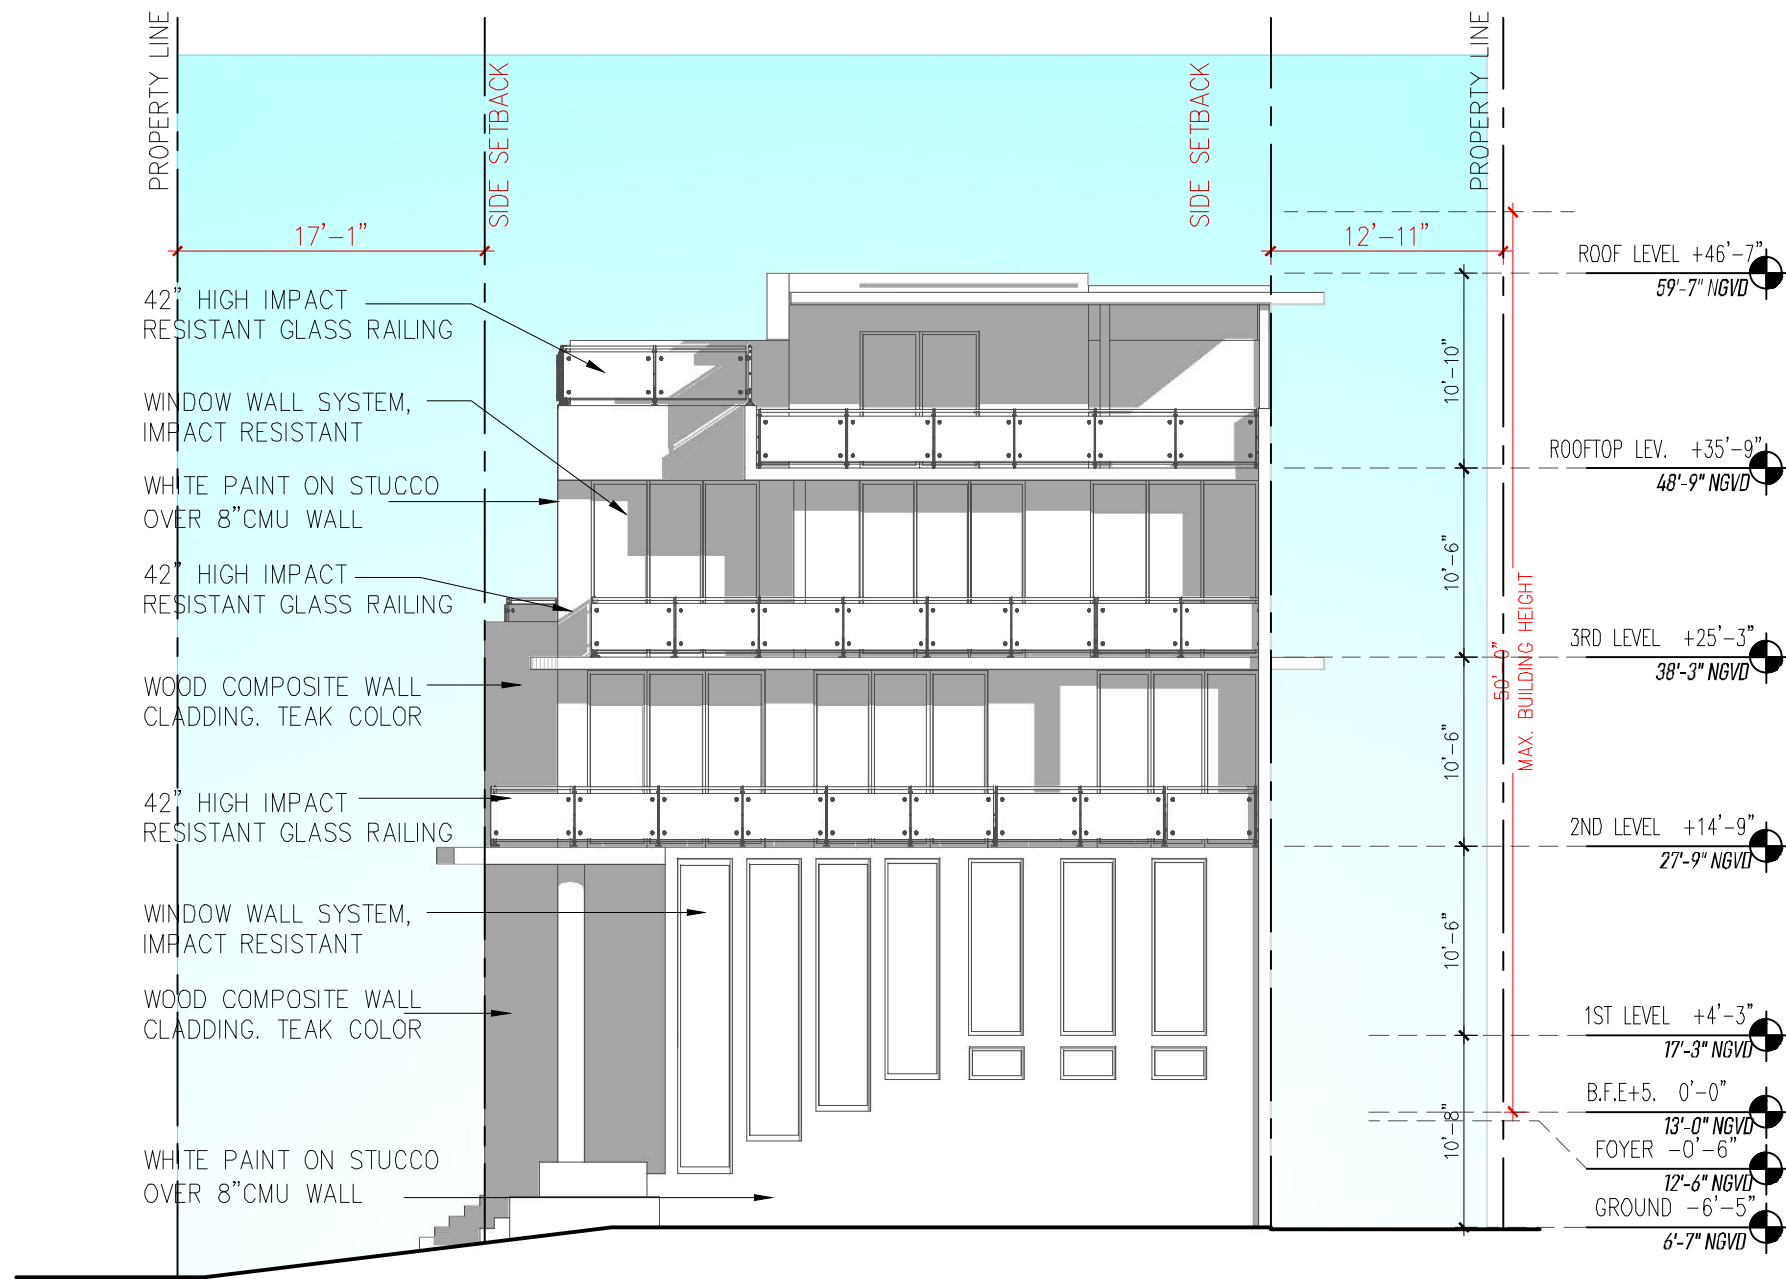 PROPERTY LINE
SIDE SETBACK
SIDE SETBACK
PROPERTY LINE
17'-1"
12'-11"
42" HIGH IMPACT
RESISTANT GLASS RAILING
WINDOW WALL SYSTEM,
IMPACT RESISTANT
WHITE PAINT ON STUCCO
OVER 8"CMU WALL
42" HIGH IMPACT
RESISTANT GLASS RAILING
WOOD COMPOSITE WALL
CLADDING. TEAK COLOR
42" HIGH IMPACT
RESISTANT GLASS RAILING
WINDOW WALL SYSTEM,
IMPACT RESISTANT
WOOD COMPOSITE WALL
CLADDING. TEAK COLOR
WHITE PAINT ON STUCCO
OVER 8"CMU WALL
10'-10"
10'-6"
10'-6"
10'-6"
10'-8"
50'-0"
MAX. BUILDING HEIGHT
ROOF LEVEL +46'-7"
59'-7" NGVD
ROOFTOP LEV. +35'-9"
48'-9" NGVD
3RD LEVEL +25'-3"
38'-3" NGVD
2ND LEVEL +14'-9"
27'-9" NGVD
1ST LEVEL +4'-3"
17'-3" NGVD
B.F.E+5. 0'-0"
13'-0" NGVD
FOYER -0'-6"
12'-6" NGVD
GROUND -6'-5"
6'-7" NGVD